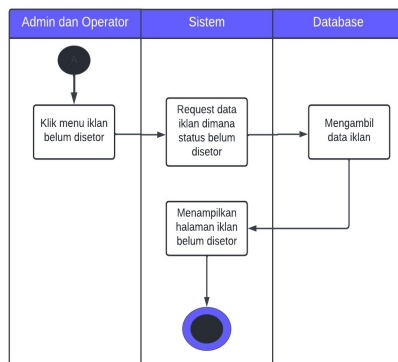 Admin dan Operator
Sistem
Database
A
Klik menu iklan
belum disetor
Request data
iklan dimana
status belum
disetor
Mengambil
data iklan
Menampilkan
halaman iklan
belum disetor